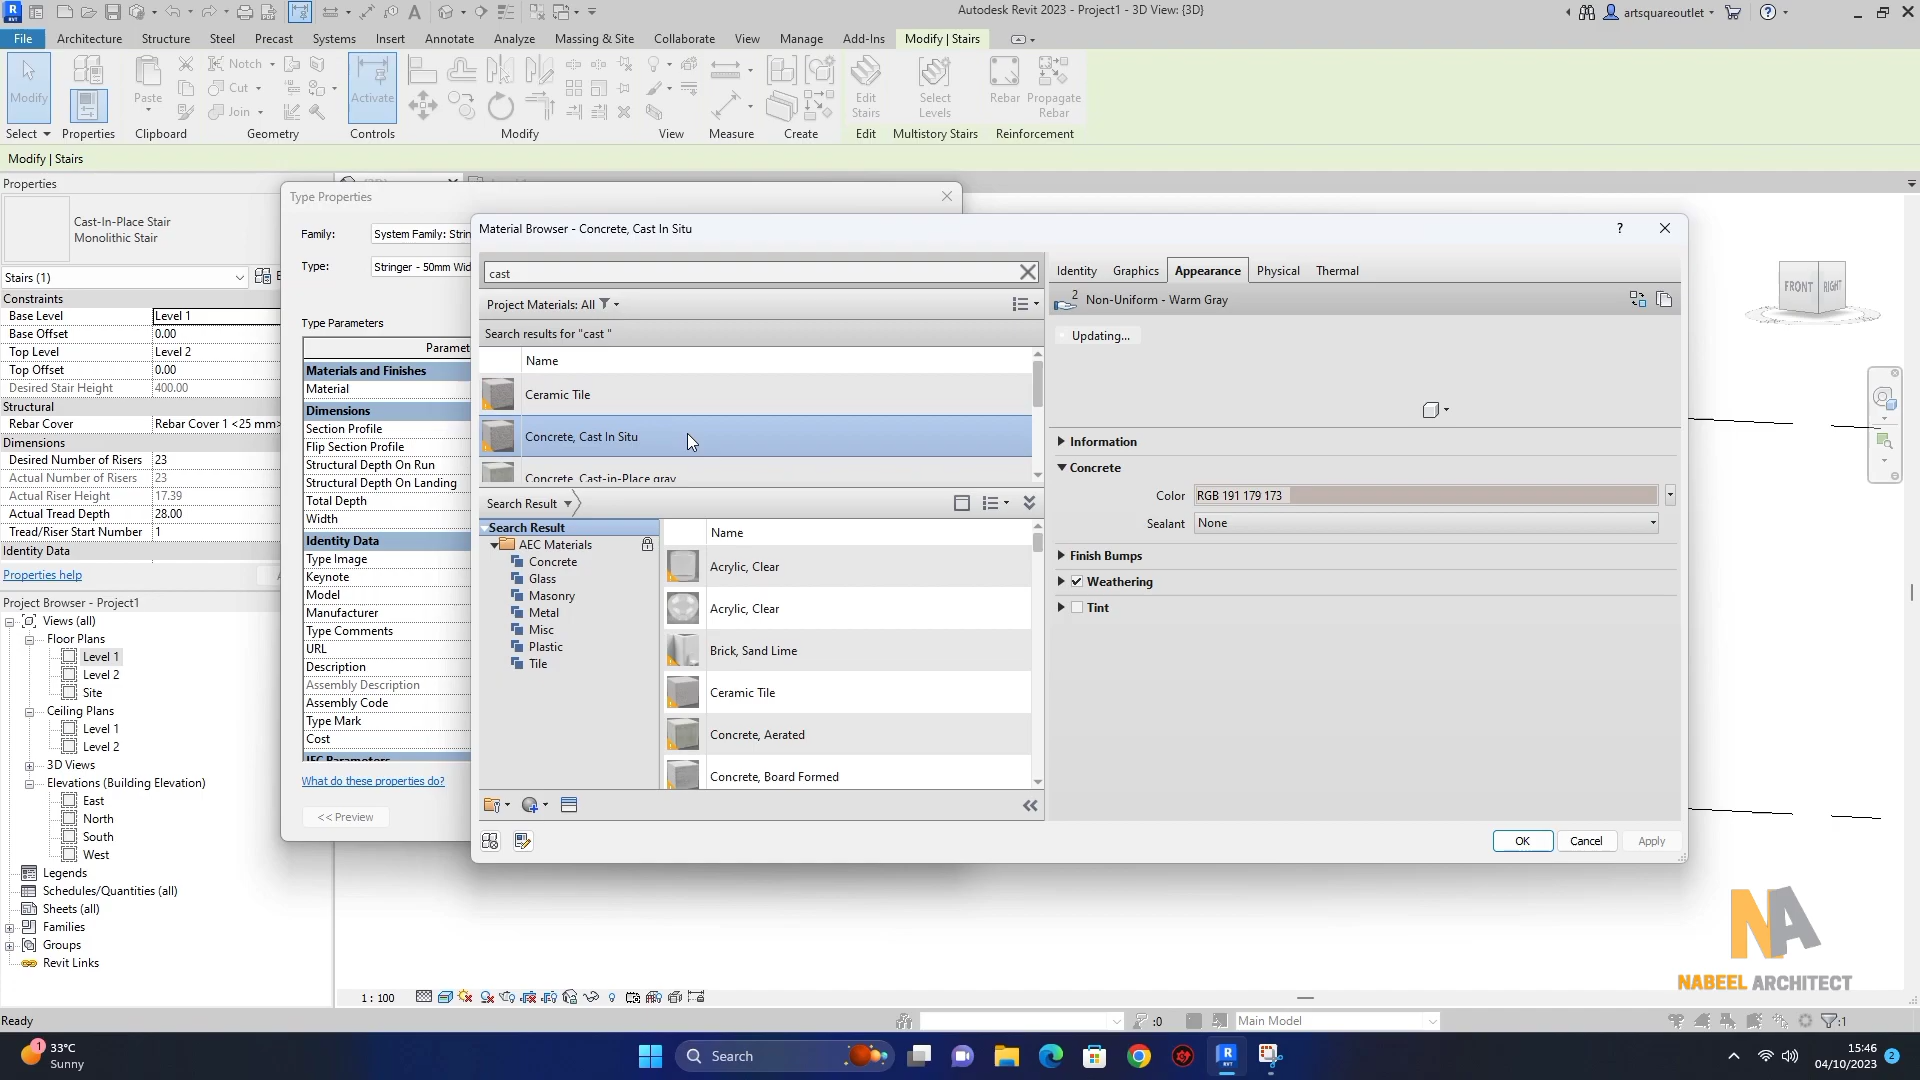 Autodesk Revit 2023 - Project1 - 3D View: {3D}
artsquareoutlet
File Architecture Structure Steel Precast Systems Insert Annotate Analyze Massing & Site Collaborate View Manage Add-Ins Modify | Stairs
Modify
Paste
Notch
Cut
Join
Activate
Edit Stairs
Select Levels
Rebar
Propagate Rebar
Select Properties Clipboard Geometry Controls Modify View Measure Create Edit Multistory Stairs Reinforcement
Modify | Stairs
Properties
Cast-In-Place Stair
Monolithic Stair
Stairs (1)
Constraints
Base Level Level 1
Base Offset 0.00
Top Level Level 2
Top Offset 0.00
Desired Stair Height 400.00
Structural
Rebar Cover Rebar Cover 1 <25 mm>
Dimensions
Desired Number of Risers 23
Actual Number of Risers 23
Actual Riser Height 17.39
Actual Tread Depth 28.00
Tread/Riser Start Number 1
Identity Data
Properties help
Project Browser - Project1
Views (all)
Floor Plans
Level 1
Level 2
Site
Ceiling Plans
Level 1
Level 2
3D Views
Elevations (Building Elevation)
East
North
South
West
Legends
Schedules/Quantities (all)
Sheets (all)
Families
Groups
Revit Links
Type Properties
Family: System Family: Strin
Type: Stringer - 50mm Wid
Type Parameters
Paramet
Materials and Finishes
Material
Dimensions
Section Profile
Flip Section Profile
Structural Depth On Run
Structural Depth On Landing
Total Depth
Width
Identity Data
Type Image
Keynote
Model
Manufacturer
Type Comments
URL
Description
Assembly Description
Assembly Code
Type Mark
Cost
IFC Parameters
What do these properties do?
<< Preview
Material Browser - Concrete, Cast In Situ
?
cast
Project Materials: All
Search results for "cast "
Name
Ceramic Tile
Concrete, Cast In Situ
Concrete, Cast-in-Place gray
Search Result
Search Result
AEC Materials
Concrete
Glass
Masonry
Metal
Misc
Plastic
Tile
Name
Acrylic, Clear
Acrylic, Clear
Brick, Sand Lime
Ceramic Tile
Concrete, Aerated
Concrete, Board Formed
Identity Graphics Appearance Physical Thermal
2 Non-Uniform - Warm Gray
Updating...
Information
Concrete
Color RGB 191 179 173
Sealant None
Finish Bumps
Weathering
Tint
OK Cancel Apply
FRONT RIGHT
NA
NABEEL ARCHITECT
1 : 100
Ready
:0
Main Model
:1
1
33°C
Sunny
Search
15:46
04/10/2023
2